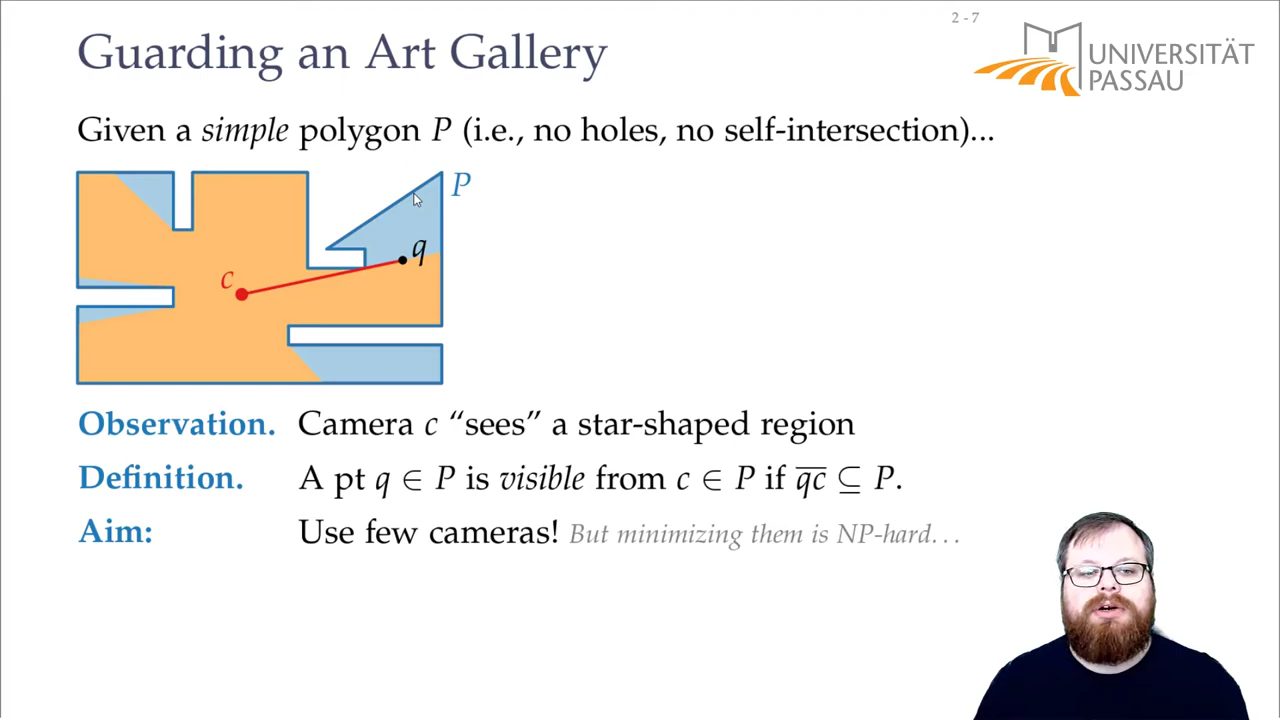 2 - 7
Guarding an Art Gallery
UNIVERSITÄT
PASSAU
Given a simple polygon P (i.e., no holes, no self-intersection)...
P
q
c
Observation. Camera c “sees” a star-shaped region
Definition. A pt q ∈ P is visible from c ∈ P if q̅c̅ ⊆ P.
Aim: Use few cameras! But minimizing them is NP-hard…